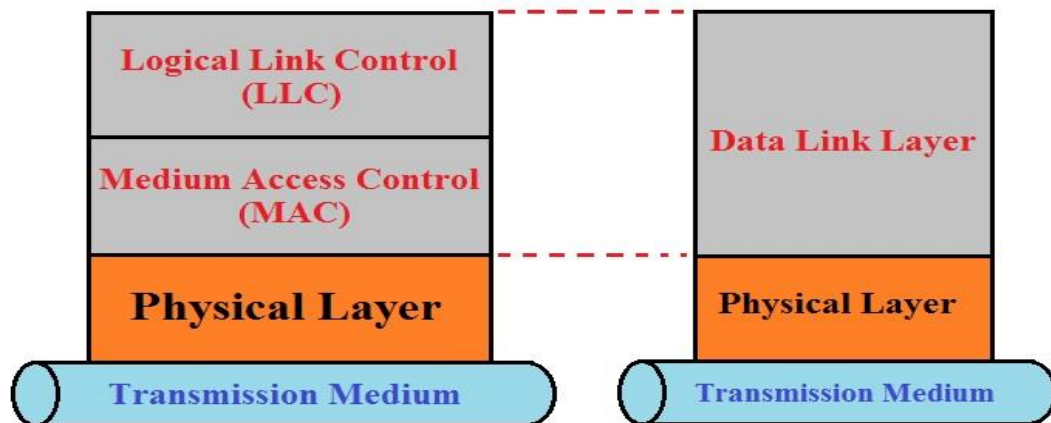 Logical Link Control
(LLC)
Medium Access Control
(MAC)
Physical Layer
Transmission Medium
Data Link Layer
Physical Layer
Transmission Medium